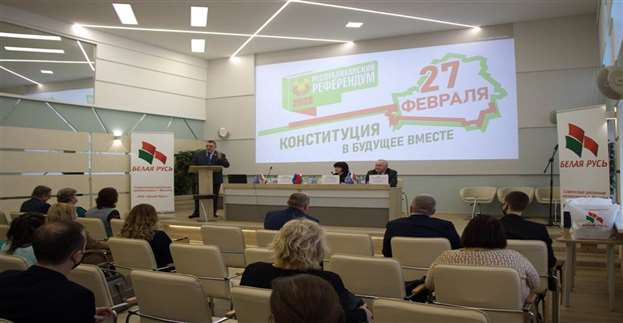 РЕСПУБЛИКАНСКИЙ
РЕФЕРЕНДУМ
27
ФЕВРАЛЯ
КОНСТИТУЦИЯ
В БУДУЩЕЕ ВМЕСТЕ
БЕЛАЯ РУСЬ
БЕЛАЯ РУСЬ